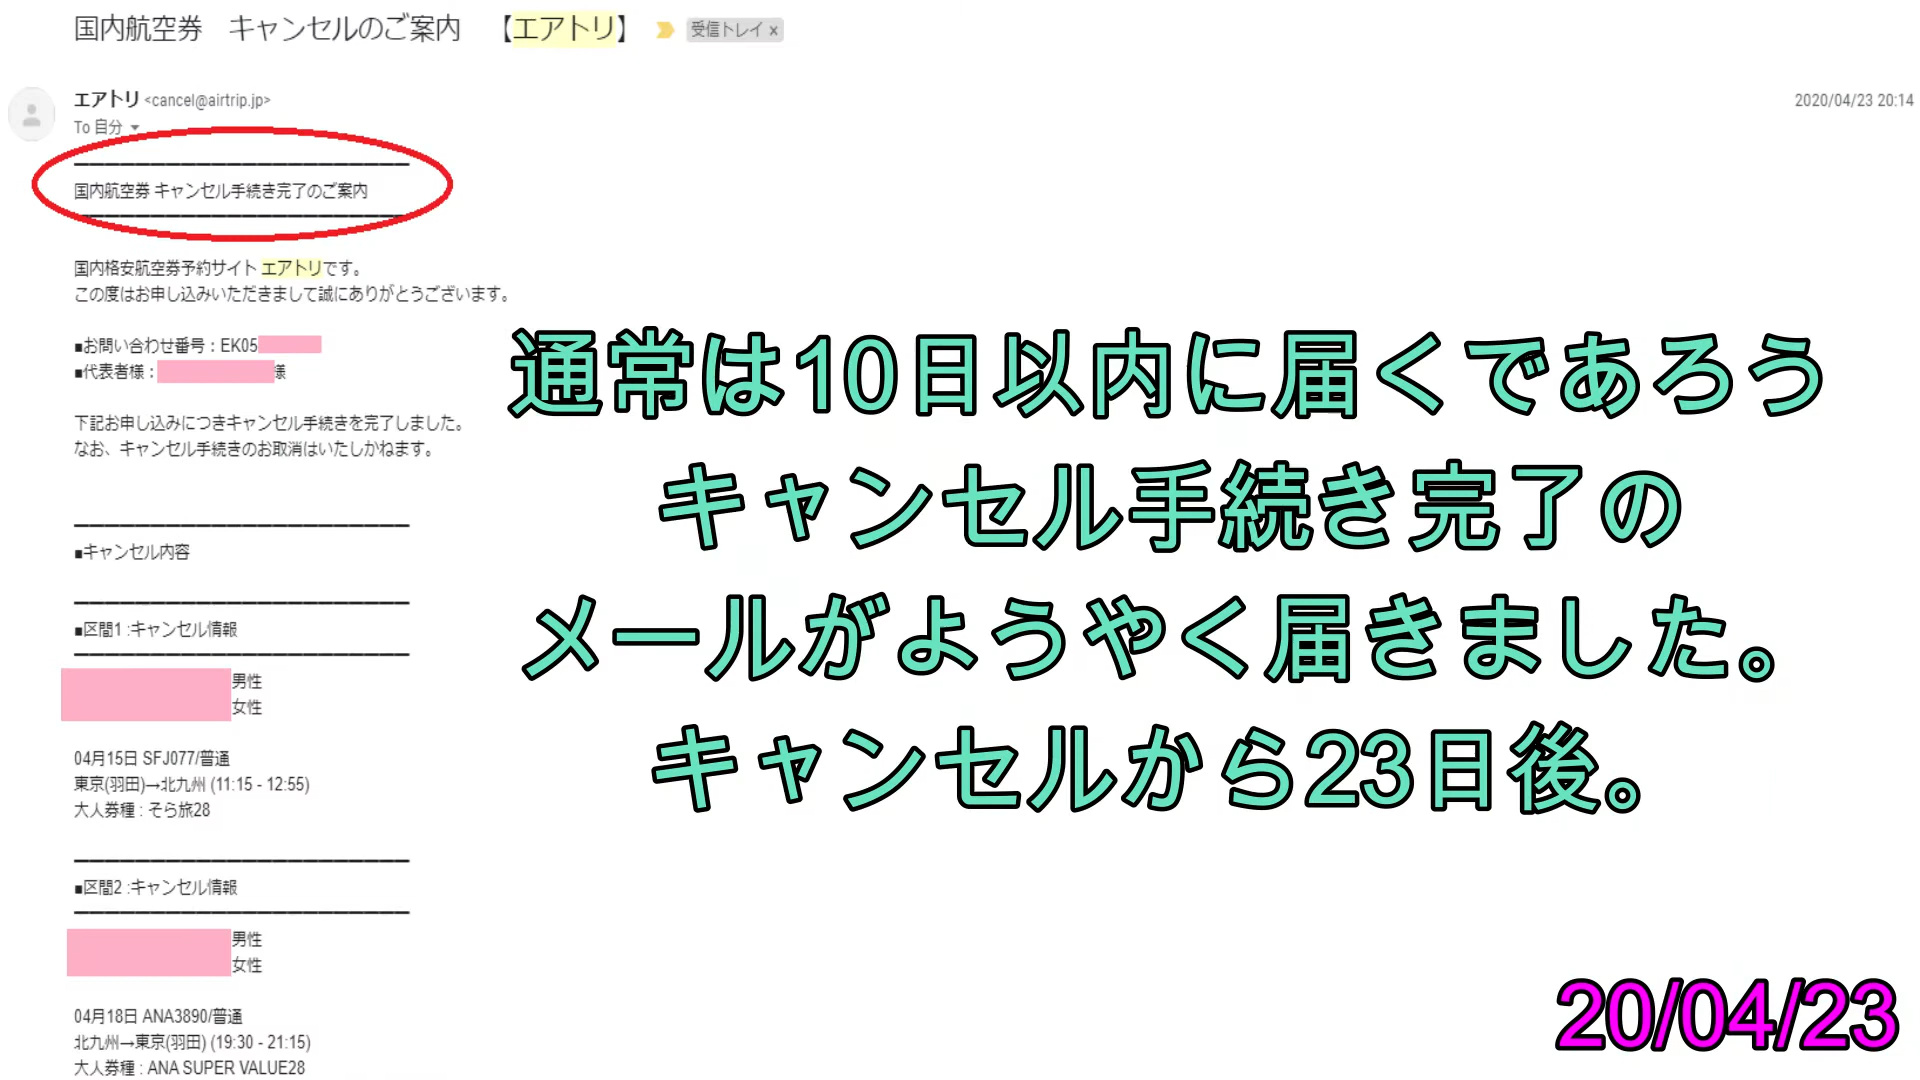 国内航空券　キャンセルのご案内　【エアトリ】 受信トレイ ×
エアトリ <cancel@airtrip.jp>
2020/04/23 20:14
To 自分
国内航空券 キャンセル手続き完了のご案内
国内格安航空券予約サイト エアトリです。
この度はお申し込みいただきまして誠にありがとうございます。
■お問い合わせ番号：EK05
■代表者様： 様
下記お申し込みにつきキャンセル手続きを完了しました。
なお、キャンセル手続きのお取消はいたしかねます。
通常は10日以内に届くであろう
キャンセル手続き完了の
メールがようやく届きました。
キャンセルから23日後。
■キャンセル内容
■区間1 :キャンセル情報
男性
女性
04月15日 SFJ077/普通
東京(羽田)→北九州 (11:15 - 12:55)
大人券種 : そら旅28
■区間2 :キャンセル情報
男性
女性
04月18日 ANA3890/普通
北九州→東京(羽田) (19:30 - 21:15)
大人券種 : ANA SUPER VALUE28
20/04/23